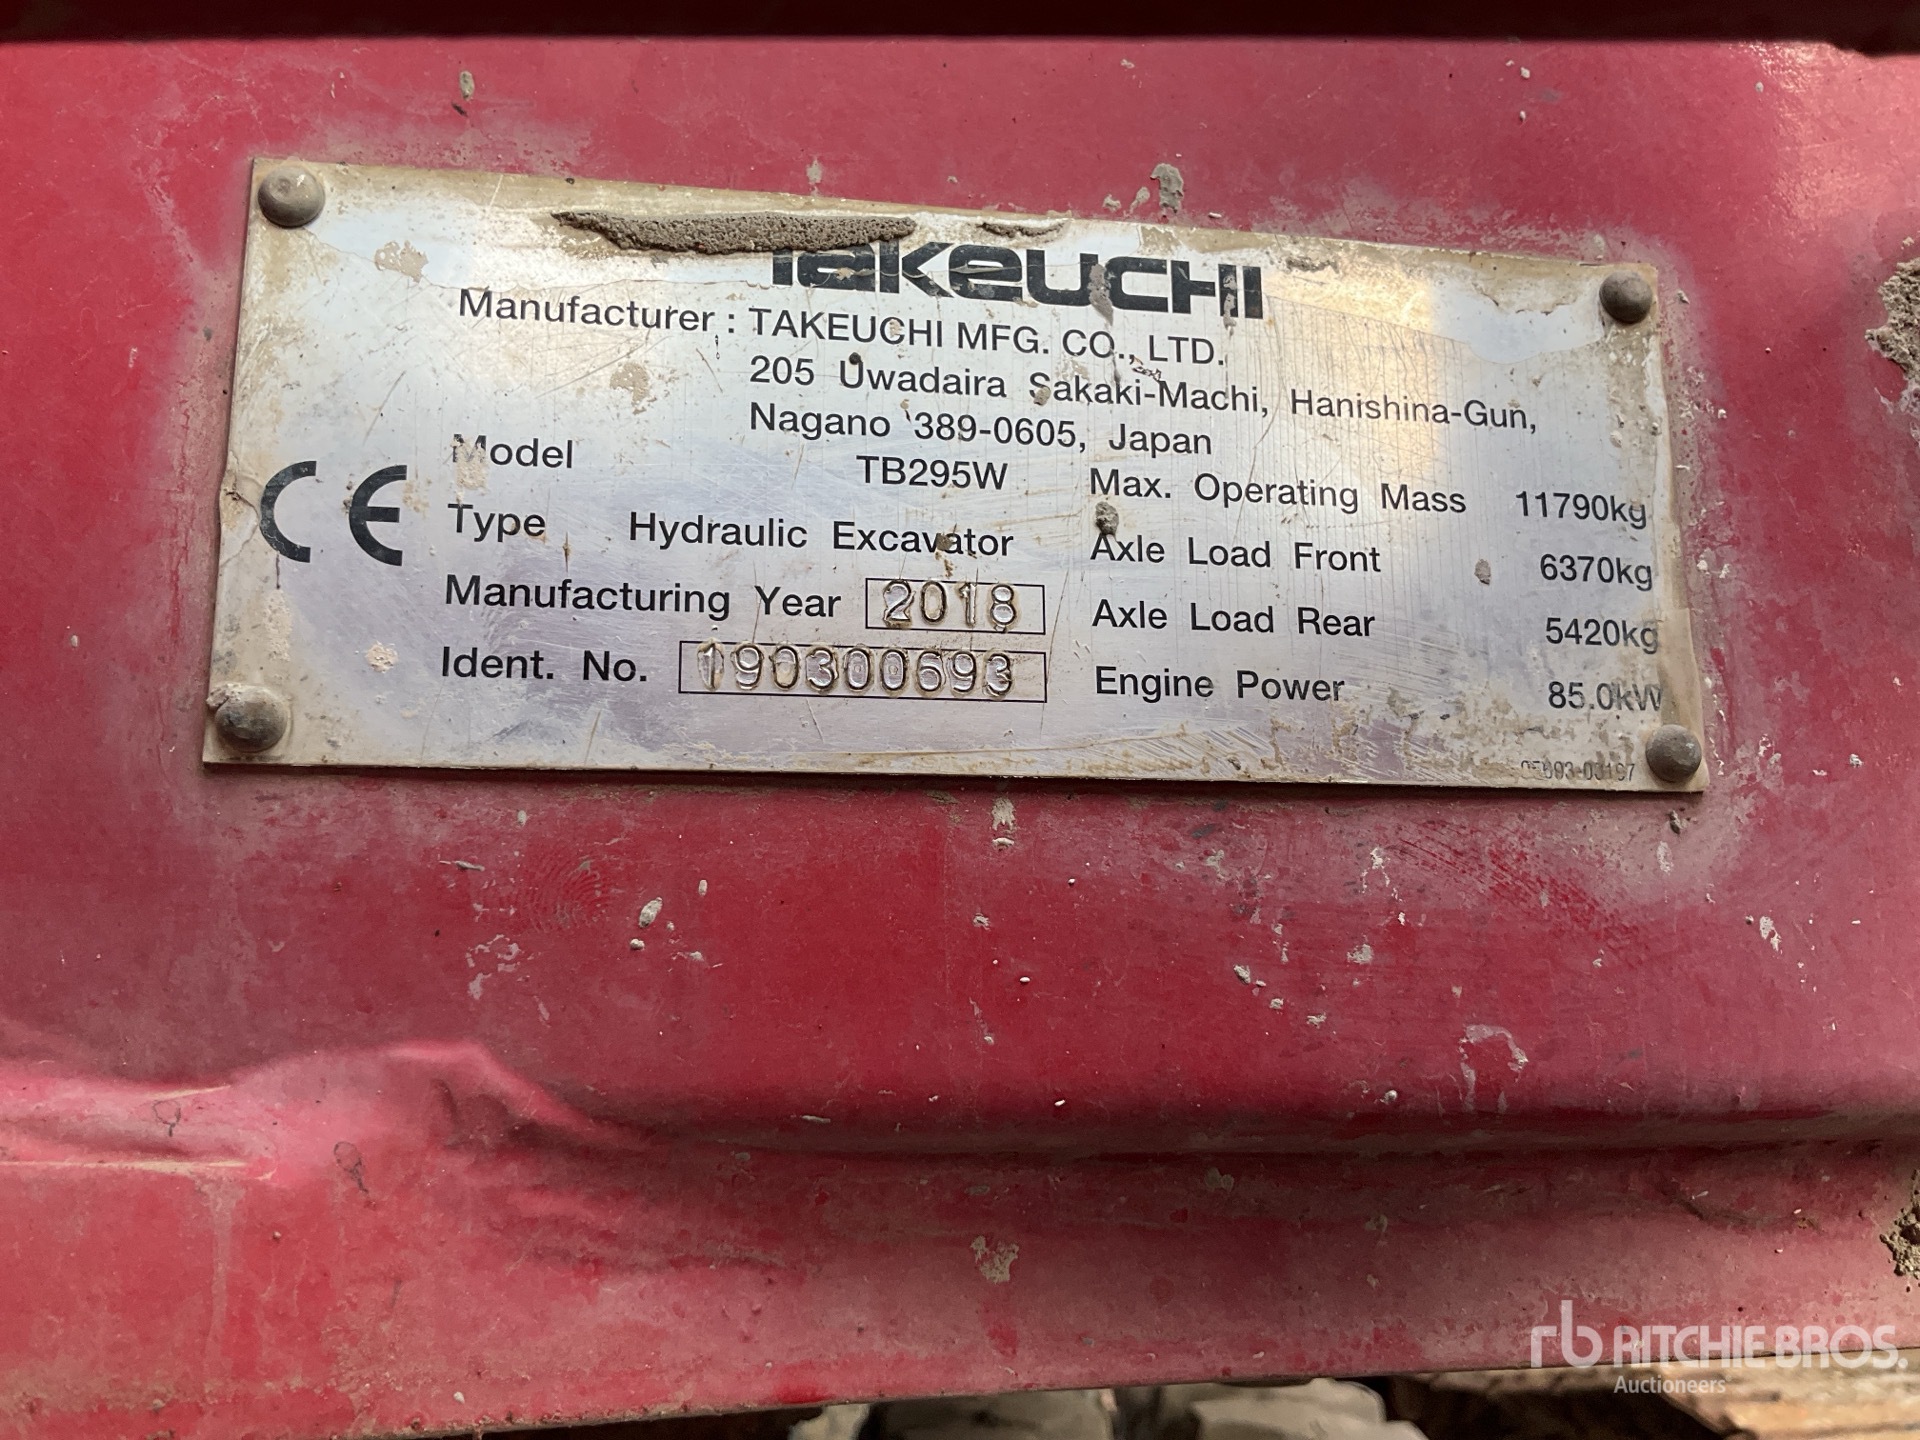 Takeuchi
Manufacturer : TAKEUCHI MFG. CO., LTD.
205 Uwadaira Sakaki-Machi, Hanishina-Gun,
Nagano 389-0605, Japan
Model TB295W
Type Hydraulic Excavator
Manufacturing Year 2018
Ident. No. 190300693
Max. Operating Mass 11790kg
Axle Load Front 6370kg
Axle Load Rear 5420kg
Engine Power 85.0kW
CE
rb RITCHIE BROS.
Auctioneers